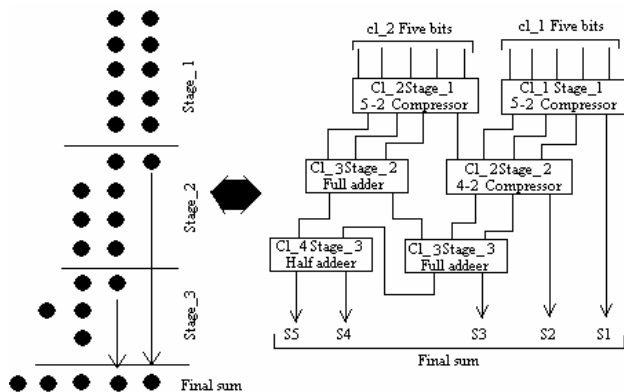 Stage_1
Stage_2
Stage_3
Final sum
cl_2 Five bits
cl_1 Five bits
Cl_2Stage_1
5-2 Compressor
Cl_1 Stage_1
5-2 Compressor
Cl_3Stage_2
Full adder
Cl_2Stage_2
4-2 Compressor
Cl_4 Stage_3
Half addeer
Cl_3Stage_3
Full addeer
S5
S4
S3
S2
S1
Final sum